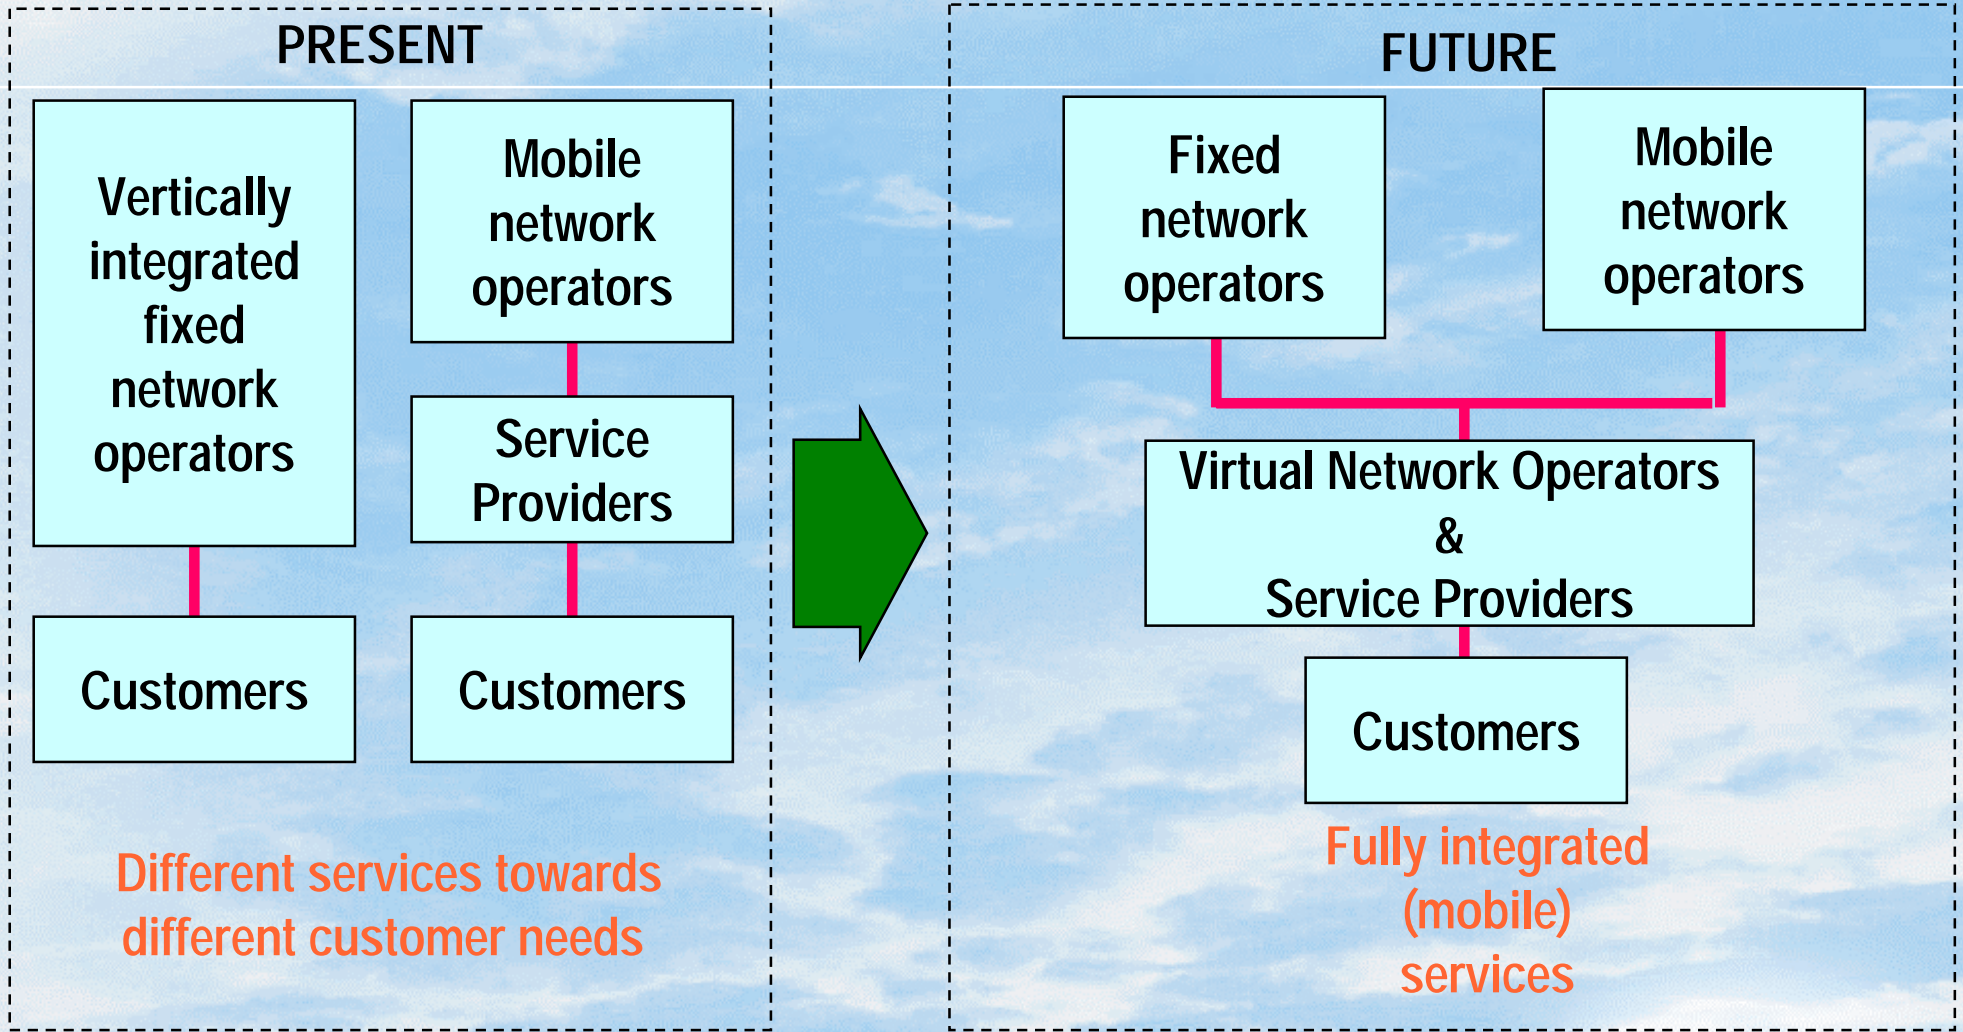 PRESENT
Vertically
integrated
fixed
network
operators
Customers
Mobile
network
operators
Service
Providers
Customers
Different services towards
different customer needs
FUTURE
Fixed
network
operators
Mobile
network
operators
Virtual Network Operators
&
Service Providers
Customers
Fully integrated
(mobile)
services